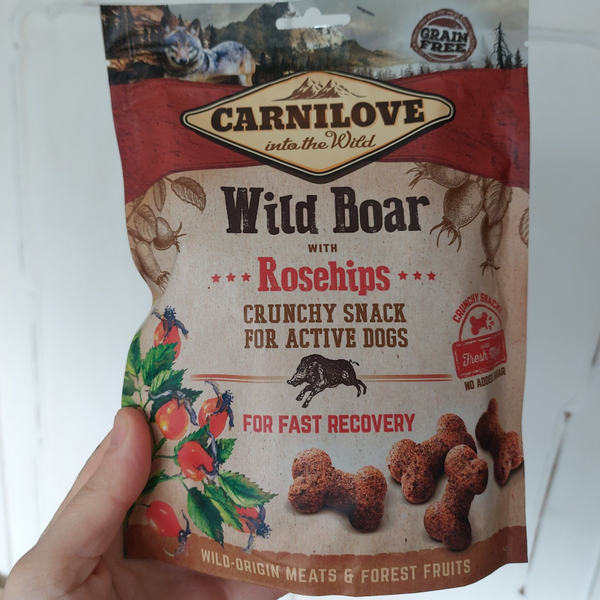 GRAIN
FREE
CARNILOVE
into the Wild
Wild Boar
WITH
Rosehips
CRUNCHY SNACK
FOR ACTIVE DOGS
CRUNCHY SNACK
with
Fresh
NO ADDED SUGAR
FOR FAST RECOVERY
WILD-ORIGIN MEATS & FOREST FRUITS